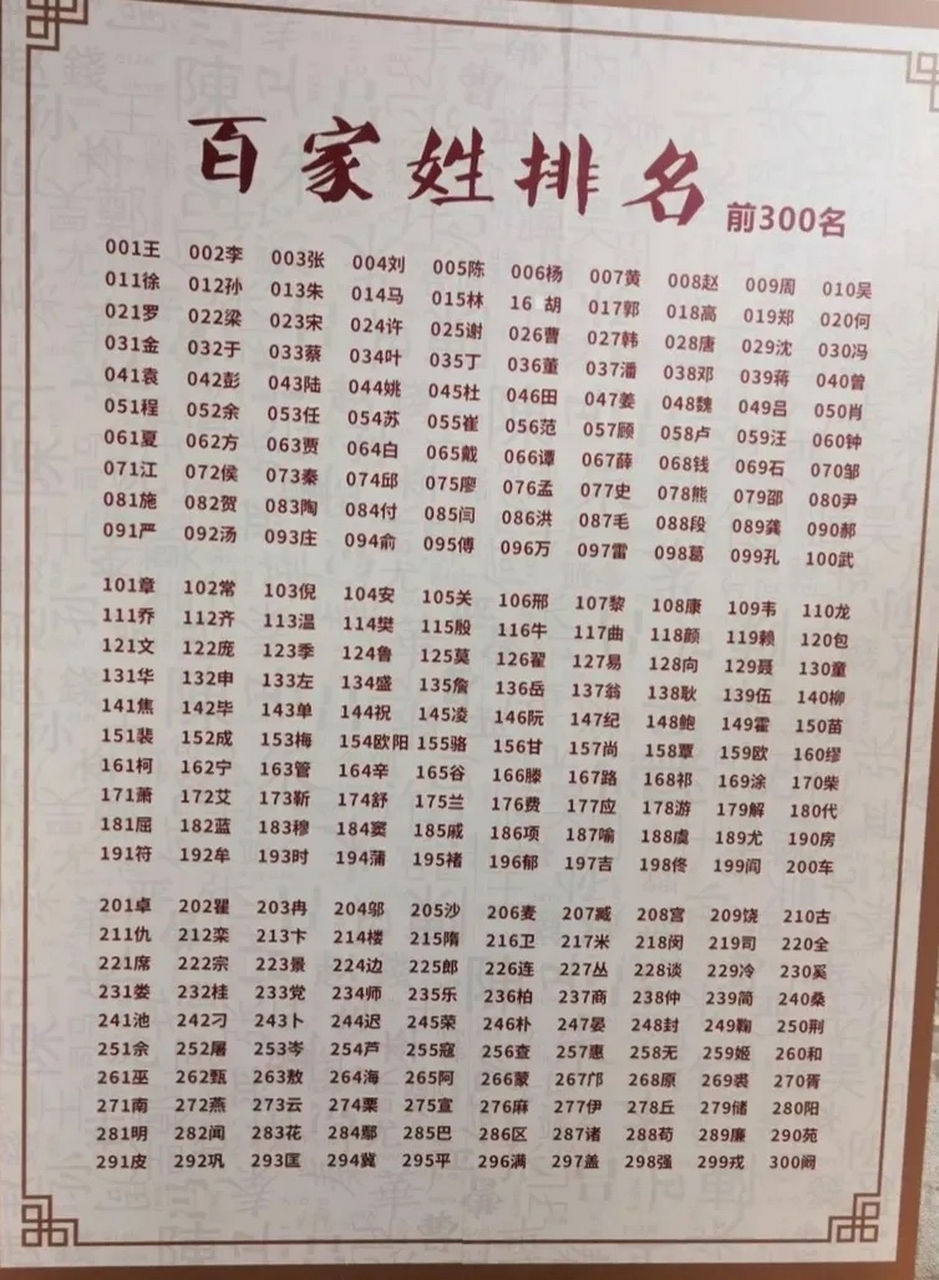 百家姓排名 前300名
001王 002李 003张 004刘 005陈 006杨 007黄 008赵 009周 010吴
011徐 012孙 013朱 014马 015林 16 胡 017郭 018高 019郑 020何
021罗 022梁 023宋 024许 025谢 026曹 027韩 028唐 029沈 030冯
031金 032于 033蔡 034叶 035丁 036董 037潘 038邓 039蒋 040曾
041袁 042彭 043陆 044姚 045杜 046田 047姜 048魏 049吕 050肖
051程 052余 053任 054苏 055崔 056范 057顾 058卢 059汪 060钟
061夏 062方 063贾 064白 065戴 066谭 067薛 068钱 069石 070邹
071江 072侯 073秦 074邱 075廖 076孟 077史 078熊 079邵 080尹
081施 082贺 083陶 084付 085闫 086洪 087毛 088段 089龚 090郝
091严 092汤 093庄 094俞 095傅 096万 097雷 098葛 099孔 100武
101章 102常 103倪 104安 105关 106邢 107黎 108康 109韦 110龙
111乔 112齐 113温 114樊 115殷 116牛 117曲 118颜 119赖 120包
121文 122庞 123季 124鲁 125莫 126翟 127易 128向 129聂 130童
131华 132申 133左 134盛 135詹 136岳 137翁 138耿 139伍 140柳
141焦 142毕 143单 144祝 145凌 146阮 147纪 148鲍 149霍 150苗
151裴 152成 153梅 154欧阳 155骆 156甘 157尚 158覃 159欧 160缪
161柯 162宁 163管 164辛 165谷 166滕 167路 168祁 169涂 170柴
171萧 172艾 173靳 174舒 175兰 176费 177应 178游 179解 180代
181屈 182蓝 183穆 184窦 185戚 186项 187喻 188虞 189尤 190房
191符 192牟 193时 194蒲 195褚 196郁 197吉 198佟 199阎 200车
201卓 202瞿 203冉 204邬 205沙 206麦 207臧 208宫 209饶 210古
211仇 212栾 213卞 214楼 215隋 216卫 217米 218闵 219司 220全
221席 222宗 223景 224边 225郎 226连 227丛 228谈 229冷 230奚
231娄 232桂 233党 234师 235乐 236柏 237商 238仲 239简 240桑
241池 242刁 243卜 244迟 245荣 246朴 247晏 248封 249鞠 250荆
251佘 252屠 253岑 254芦 255寇 256查 257惠 258无 259姬 260和
261巫 262甄 263敖 264海 265阿 266蒙 267邝 268原 269裘 270胥
271南 272燕 273云 274栗 275宣 276麻 277伊 278丘 279储 280阳
281明 282闻 283花 284鄢 285巴 286区 287诸 288苟 289廉 290苑
291皮 292巩 293匡 294冀 295平 296满 297盖 298强 299戎 300阚